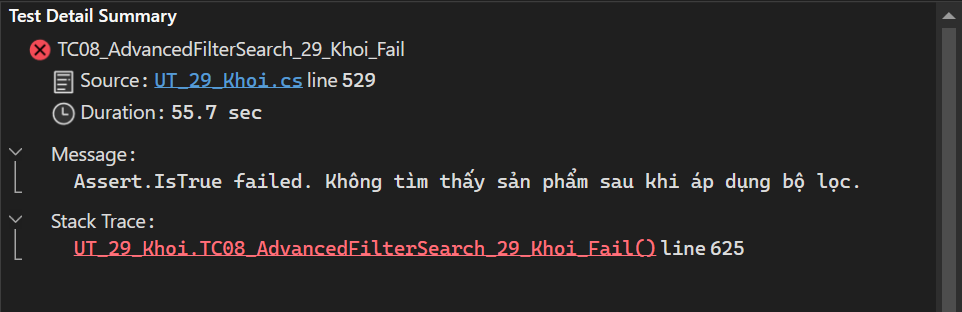 Test Detail Summary
TC08_AdvancedFilterSearch_29_Khoi_Fail
Source: UT_29_Khoi.cs line 529
Duration: 55.7 sec
Message:
Assert.IsTrue failed. Không tìm thấy sản phẩm sau khi áp dụng bộ lọc.
Stack Trace:
UT_29_Khoi.TC08_AdvancedFilterSearch_29_Khoi_Fail() line 625